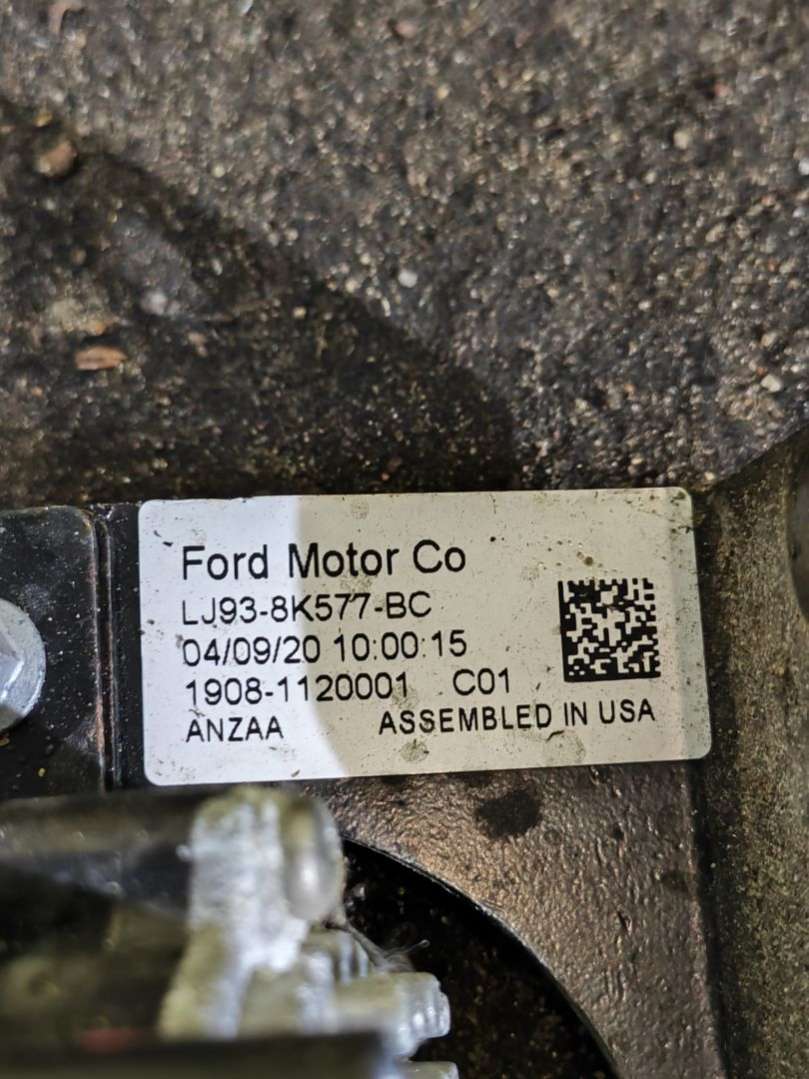 Ford Motor Co
LJ93-8K577-BC
04/09/20 10:00:15
1908-1120001 C01
ANZAA ASSEMBLED IN USA